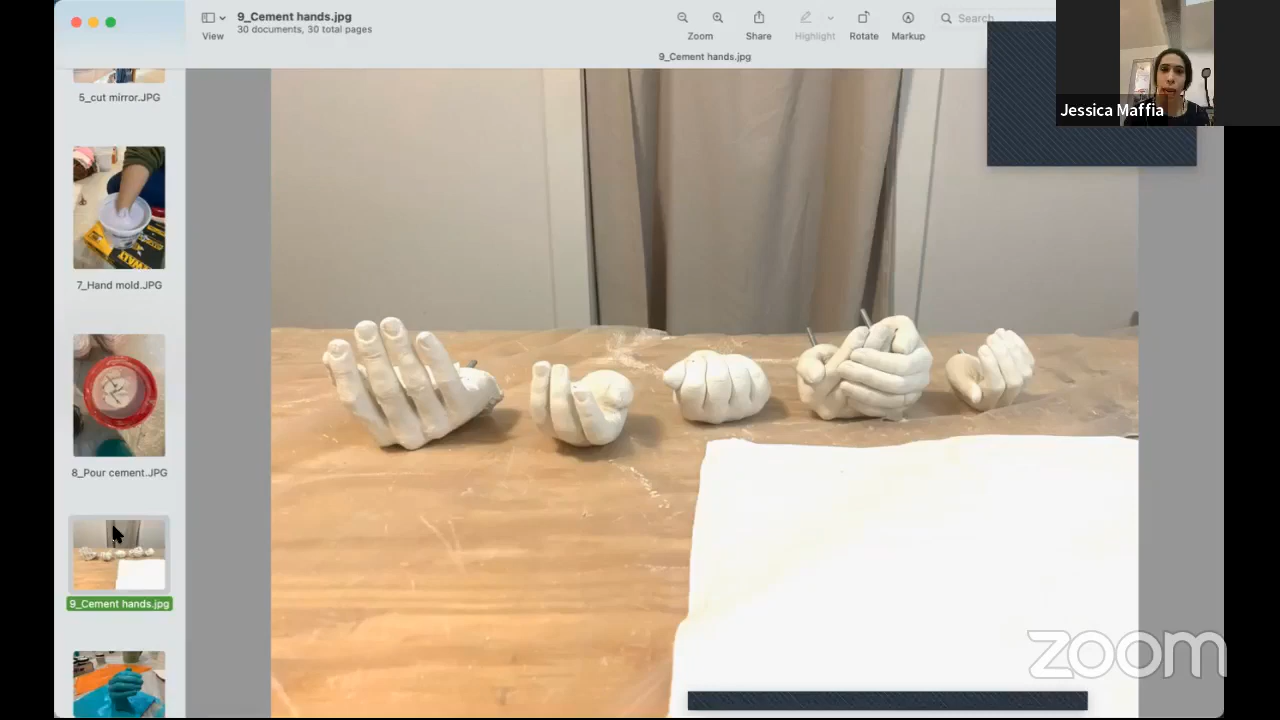 9_Cement hands.jpg
30 documents, 30 total pages
View
Zoom
Share
Highlight
Rotate
Markup
Search
9_Cement hands.jpg
Jessica Maffia
5_cut mirror.JPG
DEWALT
7_Hand mold.JPG
8_Pour cement.JPG
9_Cement hands.jpg
zoom